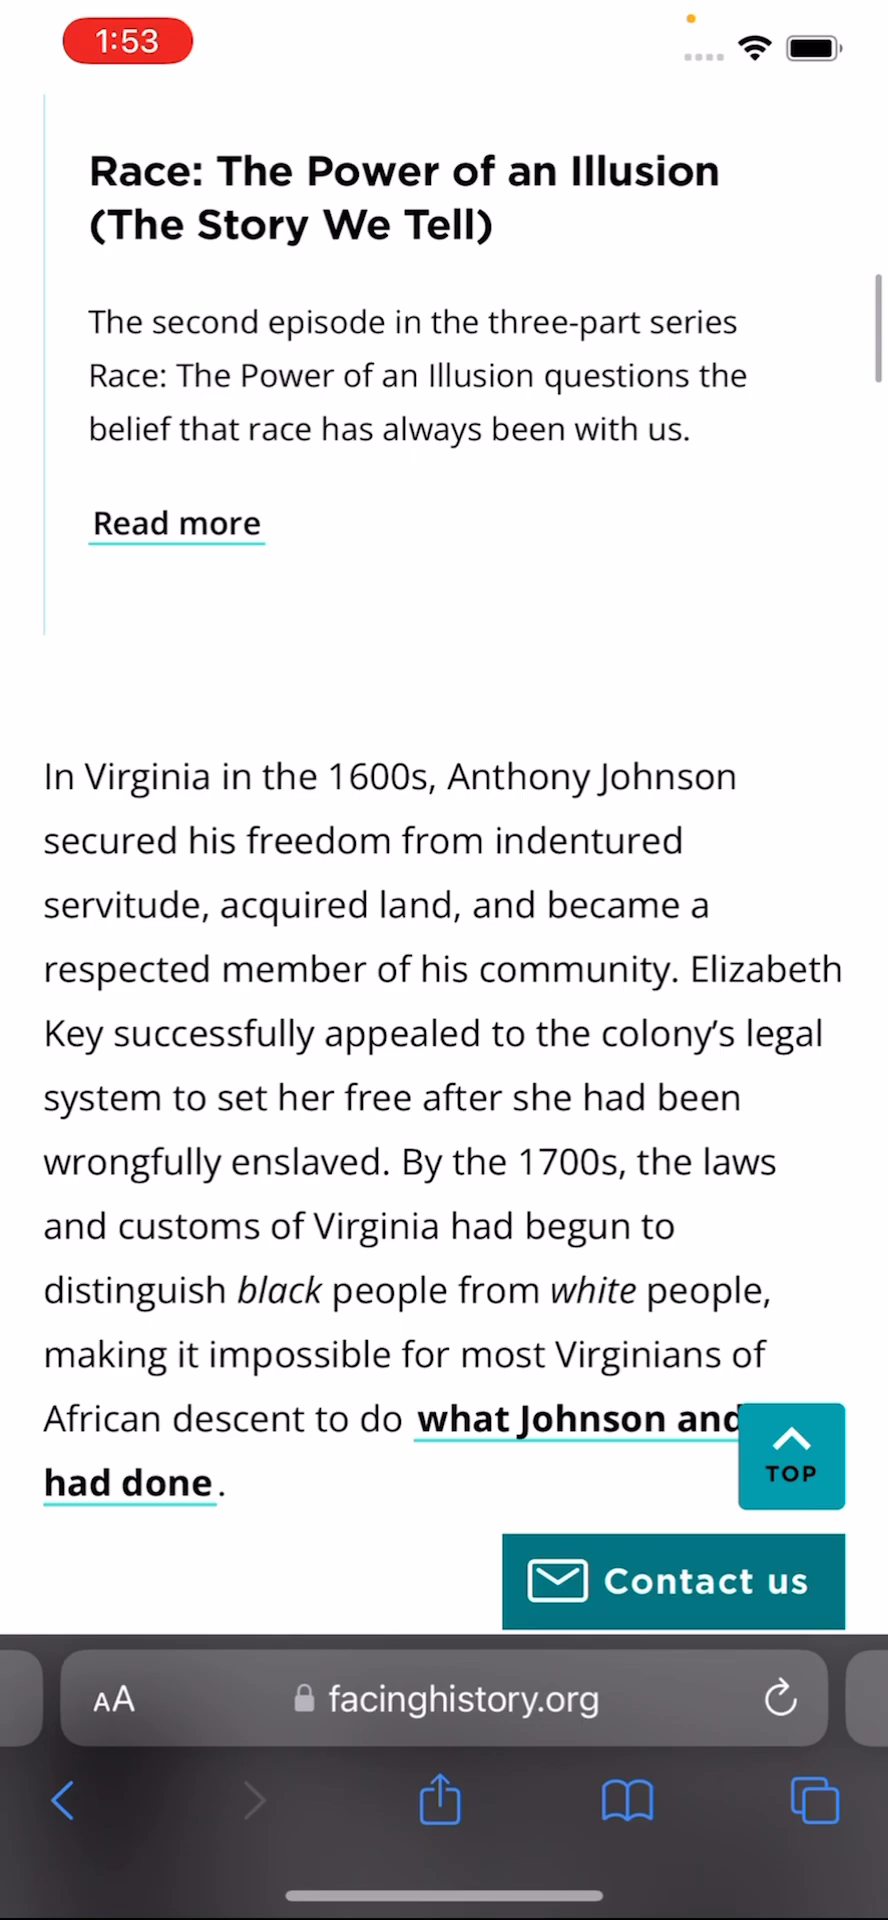 1:53
Race: The Power of an Illusion
(The Story We Tell)
The second episode in the three-part series
Race: The Power of an Illusion questions the
belief that race has always been with us.
Read more
In Virginia in the 1600s, Anthony Johnson
secured his freedom from indentured
servitude, acquired land, and became a
respected member of his community. Elizabeth
Key successfully appealed to the colony’s legal
system to set her free after she had been
wrongfully enslaved. By the 1700s, the laws
and customs of Virginia had begun to
distinguish black people from white people,
making it impossible for most Virginians of
African descent to do what Johnson and
had done.
TOP
Contact us
AA facinghistory.org